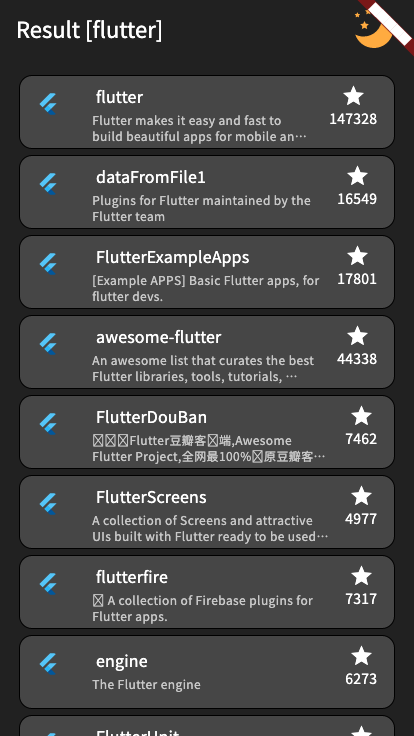 Result [flutter]
flutter
Flutter makes it easy and fast to
build beautiful apps for mobile an…
147328
dataFromFile1
Plugins for Flutter maintained by the
Flutter team
16549
FlutterExampleApps
[Example APPS] Basic Flutter apps, for
flutter devs.
17801
awesome-flutter
An awesome list that curates the best
Flutter libraries, tools, tutorials, …
44338
FlutterDouBan
Flutter豆瓣客端,Awesome
Flutter Project,全网最100%原豆瓣客…
7462
FlutterScreens
A collection of Screens and attractive
UIs built with Flutter ready to be used…
4977
flutterfire
A collection of Firebase plugins for
Flutter apps.
7317
engine
The Flutter engine
6273
FlutterUnit